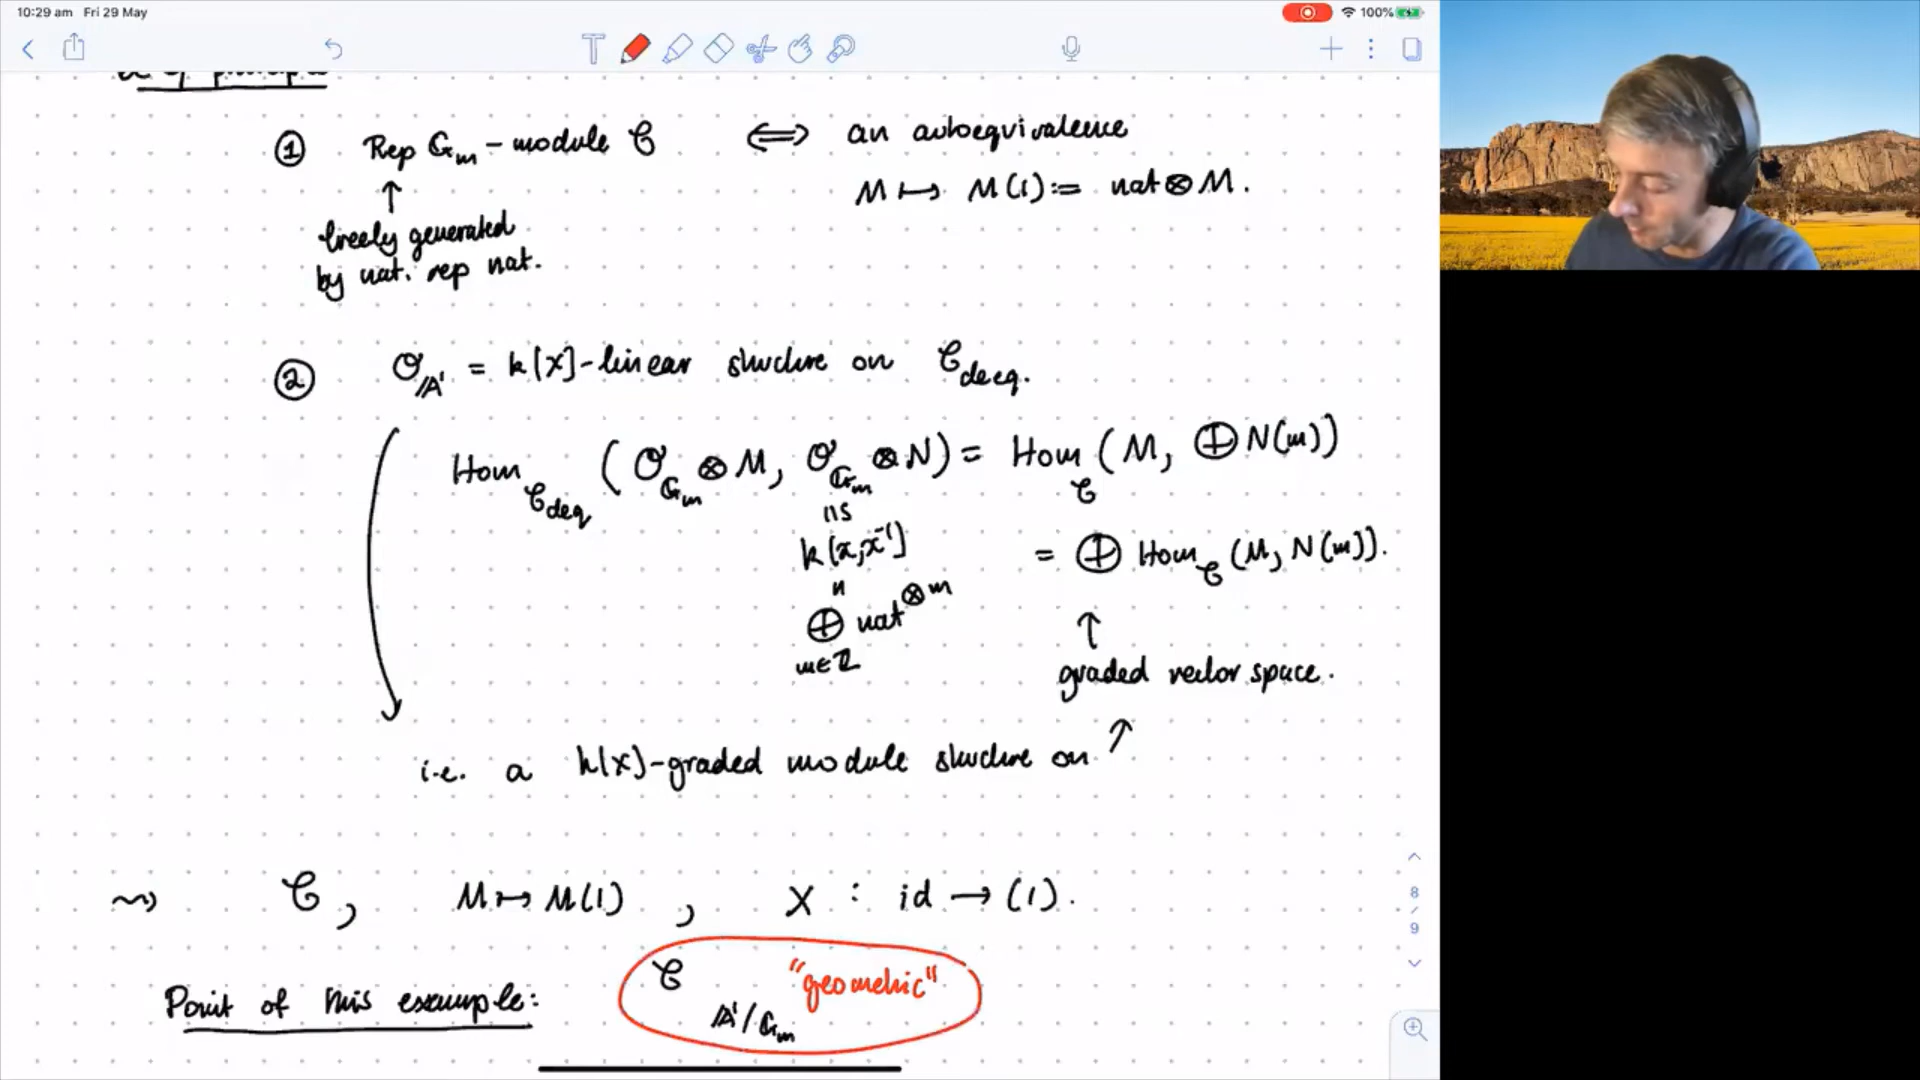 10:29 am Fri 29 May
100%
① Rep 𝔾m - module 𝒞 ⟺ an autoequivalence
M ↦ M(1) := nat ⊗ M.
↑
freely generated
by nat. rep nat.
② 𝒪_𝔸¹ = k[X]-linear structure on 𝒞deeq.
Hom_𝒞deq (𝒪_𝔾m ⊗ M, 𝒪_𝔾m ⊗ N) = Hom_𝒞 (M, ⊕ N(m))
≅
k[x,x⁻¹] = ⊕ Hom_𝒞 (M, N(m)).
=
⊕ nat^⊗m
m∈ℤ
↑
graded vector space.
i.e. a k[x]-graded module structure on ↑
⇝ 𝒞, M ↦ M(1), X : id → (1).
Point of this example: 𝒞 "geometric"
𝔸¹/𝔾m
8
/
9